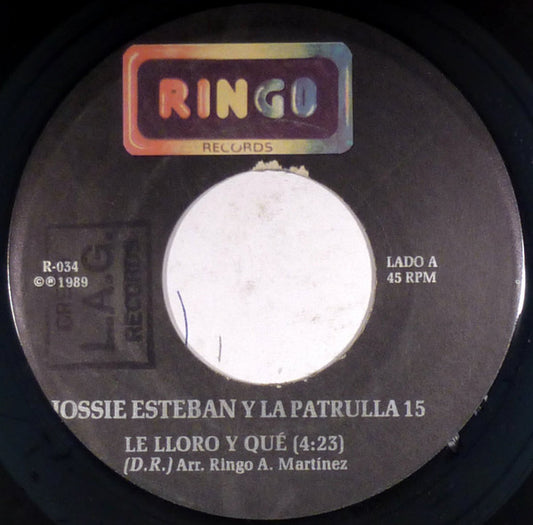 RINGO
RECORDS
R-034
©℗1989
LADO A
45 RPM
L.A.G.
RECORDS
JOSSIE ESTEBAN Y LA PATRULLA 15
LE LLORO Y QUÉ (4:23)
(D.R.) Arr. Ringo A. Martínez